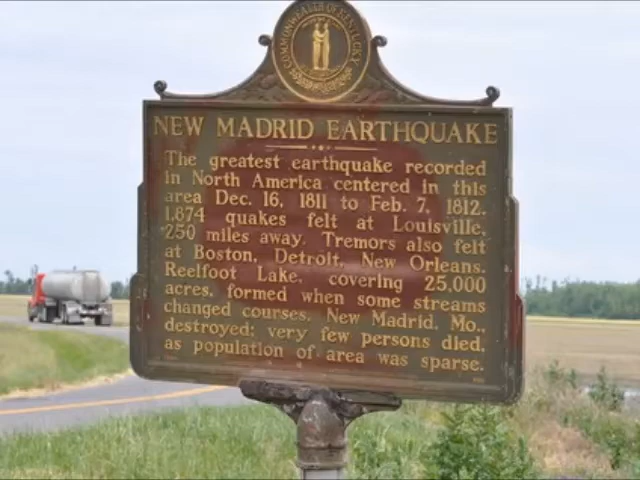 COMMONWEALTH OF KENTUCKY
NEW MADRID EARTHQUAKE
The greatest earthquake recorded
in North America centered in this
area Dec. 16, 1811 to Feb. 7, 1812.
1,874 quakes felt at Louisville,
250 miles away. Tremors also felt
at Boston, Detroit, New Orleans.
Reelfoot Lake, covering 25,000
acres, formed when some streams
changed courses. New Madrid, Mo.,
destroyed; very few persons died,
as population of area was sparse.